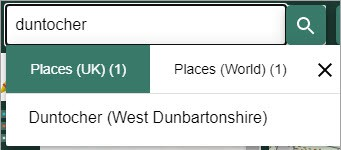 duntocher
Places (UK) (1) Places (World) (1)
Duntocher (West Dunbartonshire)